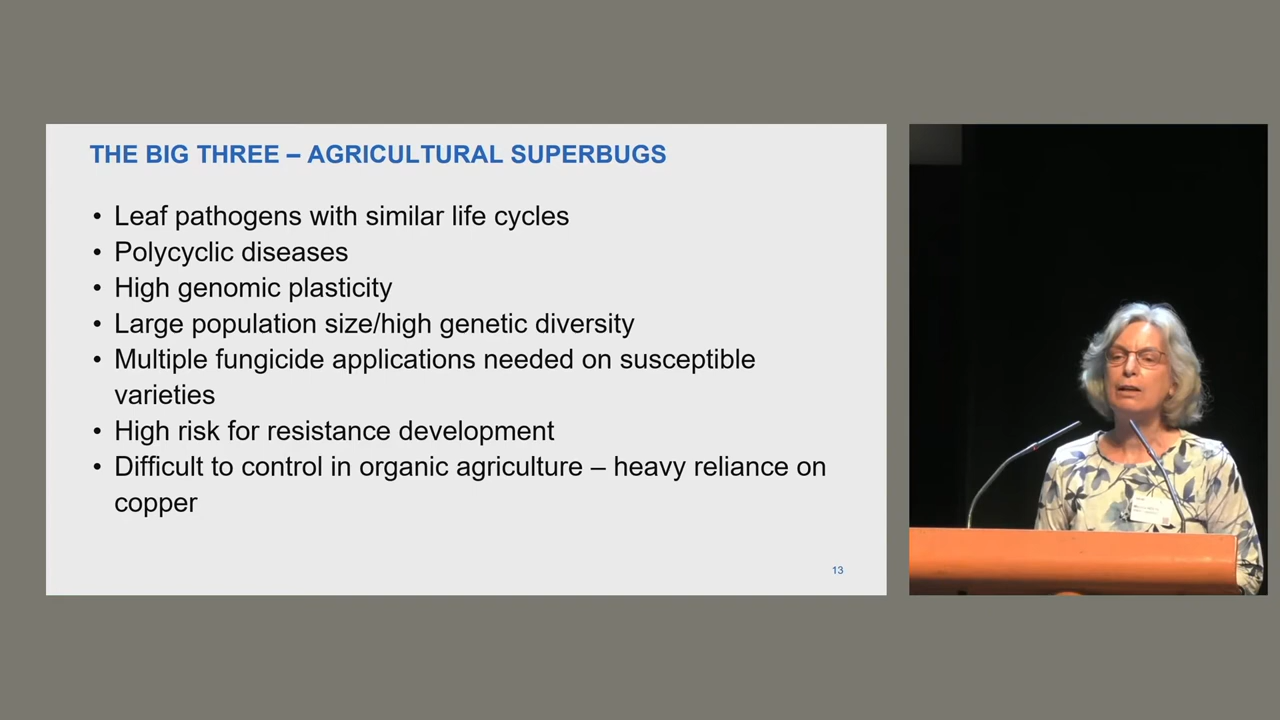 THE BIG THREE – AGRICULTURAL SUPERBUGS
• Leaf pathogens with similar life cycles
• Polycyclic diseases
• High genomic plasticity
• Large population size/high genetic diversity
• Multiple fungicide applications needed on susceptible
varieties
• High risk for resistance development
• Difficult to control in organic agriculture – heavy reliance on
copper
13